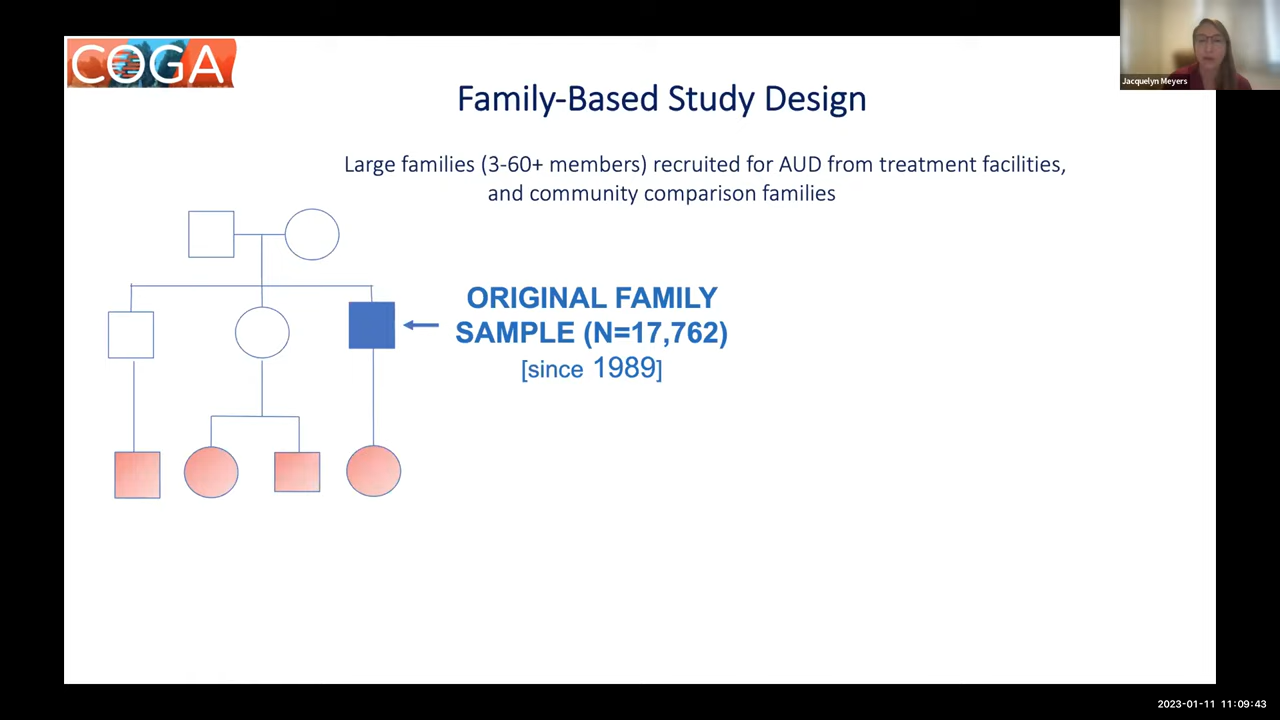 COGA
Jacquelyn Meyers
Family-Based Study Design
Large families (3-60+ members) recruited for AUD from treatment facilities,
and community comparison families
ORIGINAL FAMILY
SAMPLE (N=17,762)
[since 1989]
2023-01-11 11:09:43